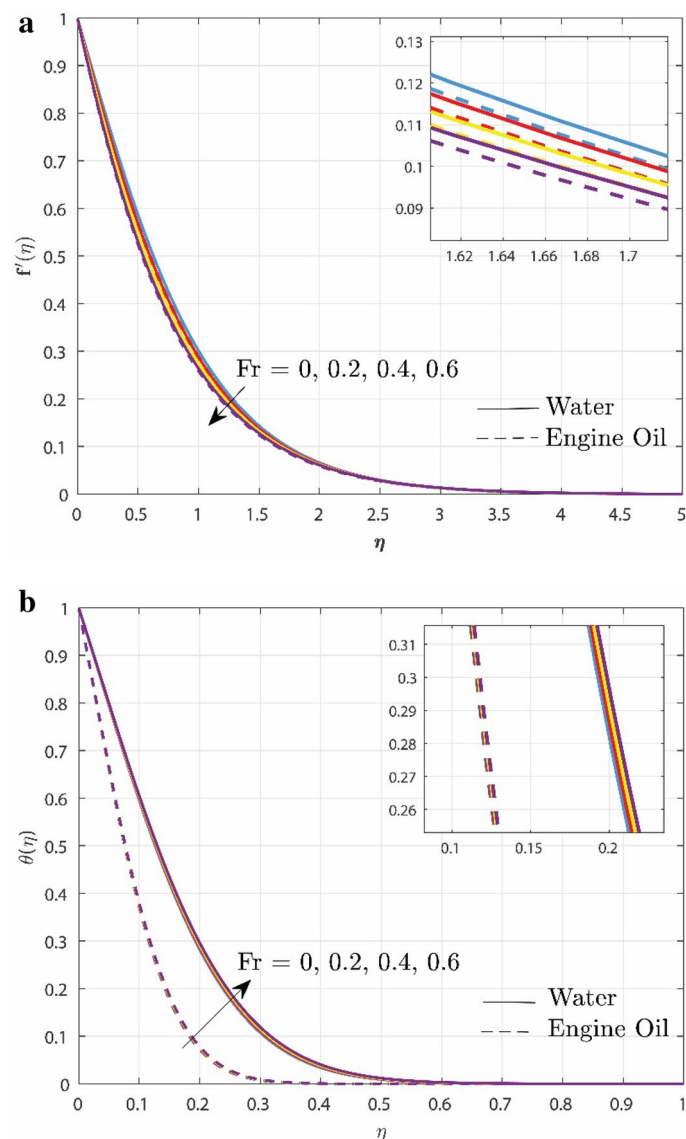 a
1
0.9
0.8
0.7
0.6
0.5
0.4
0.3
0.2
0.1
0
f′(η)
0.13
0.12
0.11
0.1
0.09
1.62 1.64 1.66 1.68 1.7
Fr = 0, 0.2, 0.4, 0.6
Water
Engine Oil
0 0.5 1 1.5 2 2.5 3 3.5 4 4.5 5
η
b
1
0.9
0.8
0.7
0.6
0.5
0.4
0.3
0.2
0.1
0
θ(η)
0.31
0.3
0.29
0.28
0.27
0.26
0.1 0.15 0.2
Fr = 0, 0.2, 0.4, 0.6
Water
Engine Oil
0 0.1 0.2 0.3 0.4 0.5 0.6 0.7 0.8 0.9 1
η